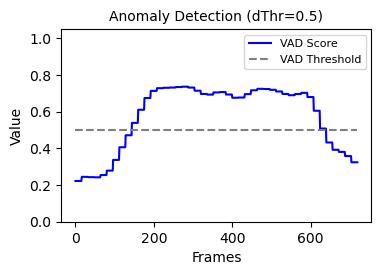 Anomaly Detection (dThr=0.5)
VAD Score
VAD Threshold
1.0
0.8
0.6
0.4
0.2
0.0
Value
0
200
400
600
Frames